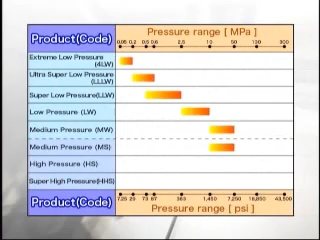 Product(Code)
Pressure range [ MPa ]
0.05 0.2 0.5 0.6 2.5 10 50 130 300
Extreme Low Pressure
(4LW)
Ultra Super Low Pressure
(LLLW)
Super Low Pressure(LLW)
Low Pressure (LW)
Medium Pressure (MW)
Medium Pressure (MS)
High Pressure (HS)
Super High Pressure(HHS)
Product(Code)
7.25 29 73 87 363 1,450 7,250 18,850 43,500
Pressure range [ psi ]